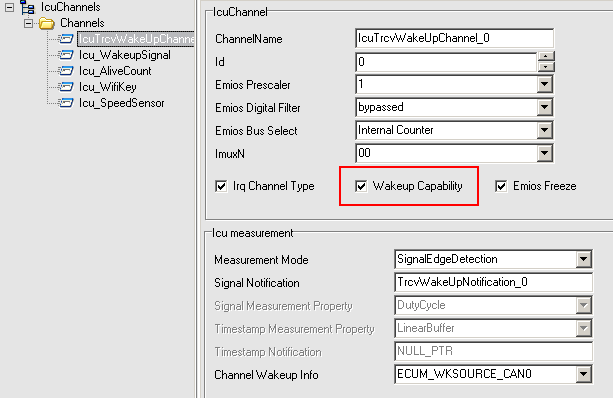 IcuChannels
Channels
IcuTrcvWakeUpChann
Icu_WakeupSignal
Icu_AliveCount
Icu_WifiKey
Icu_SpeedSensor
IcuChannel
ChannelName IcuTrcvWakeUpChannel_0
Id 0
Emios Prescaler 1
Emios Digital Filter bypassed
Emios Bus Select Internal Counter
ImuxN 00
Irq Channel Type Wakeup Capability Emios Freeze
Icu measurement
Measurement Mode SignalEdgeDetection
Signal Notification TrcvWakeUpNotification_0
Signal Measurement Property DutyCycle
Timestamp Measurement Property LinearBuffer
Timestamp Notification NULL_PTR
Channel Wakeup Info ECUM_WKSOURCE_CAN0